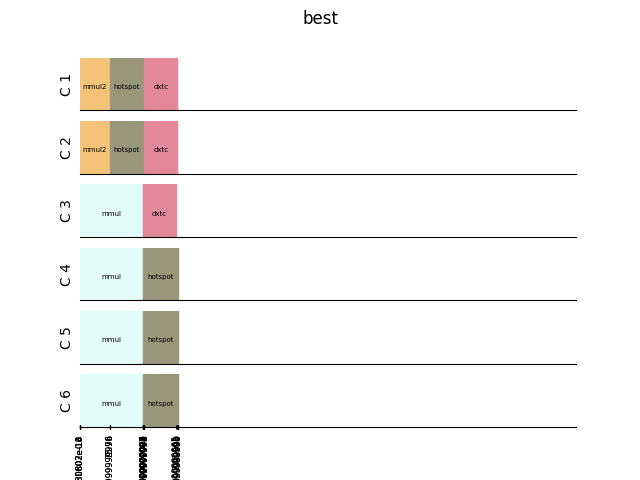 best
C 1
mmul2 hotspot dxtc
C 2
mmul2 hotspot dxtc
C 3
mmul dxtc
C 4
mmul hotspot
C 5
mmul hotspot
C 6
mmul hotspot